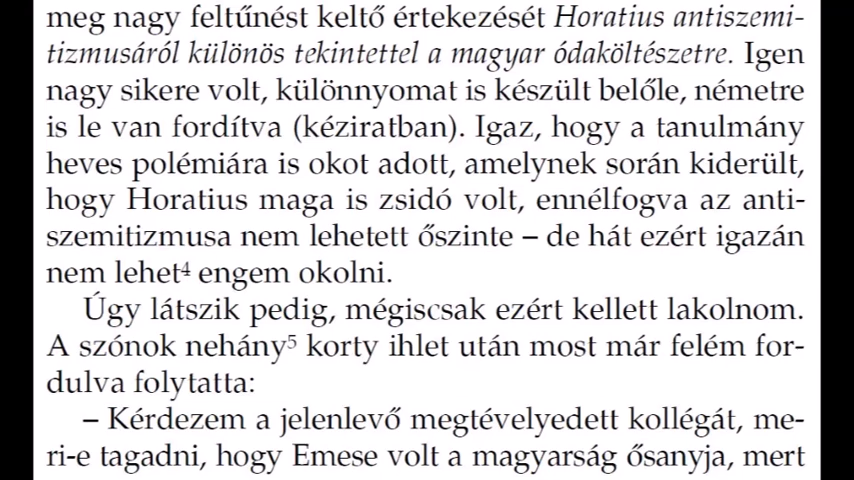 meg nagy feltűnést keltő értekezését Horatius antiszemi-
tizmusáról különös tekintettel a magyar ódaköltészetre. Igen
nagy sikere volt, különnyomat is készült belőle, németre
is le van fordítva (kéziratban). Igaz, hogy a tanulmány
heves polémiára is okot adott, amelynek során kiderült,
hogy Horatius maga is zsidó volt, ennélfogva az anti-
szemitizmusa nem lehetett őszinte – de hát ezért igazán
nem lehet⁴ engem okolni.
Úgy látszik pedig, mégiscsak ezért kellett lakolnom.
A szónok nehány⁵ korty ihlet után most már felém for-
dulva folytatta:
– Kérdezem a jelenlevő megtévelyedett kollégát, me-
ri-e tagadni, hogy Emese volt a magyarság ősanyja, mert